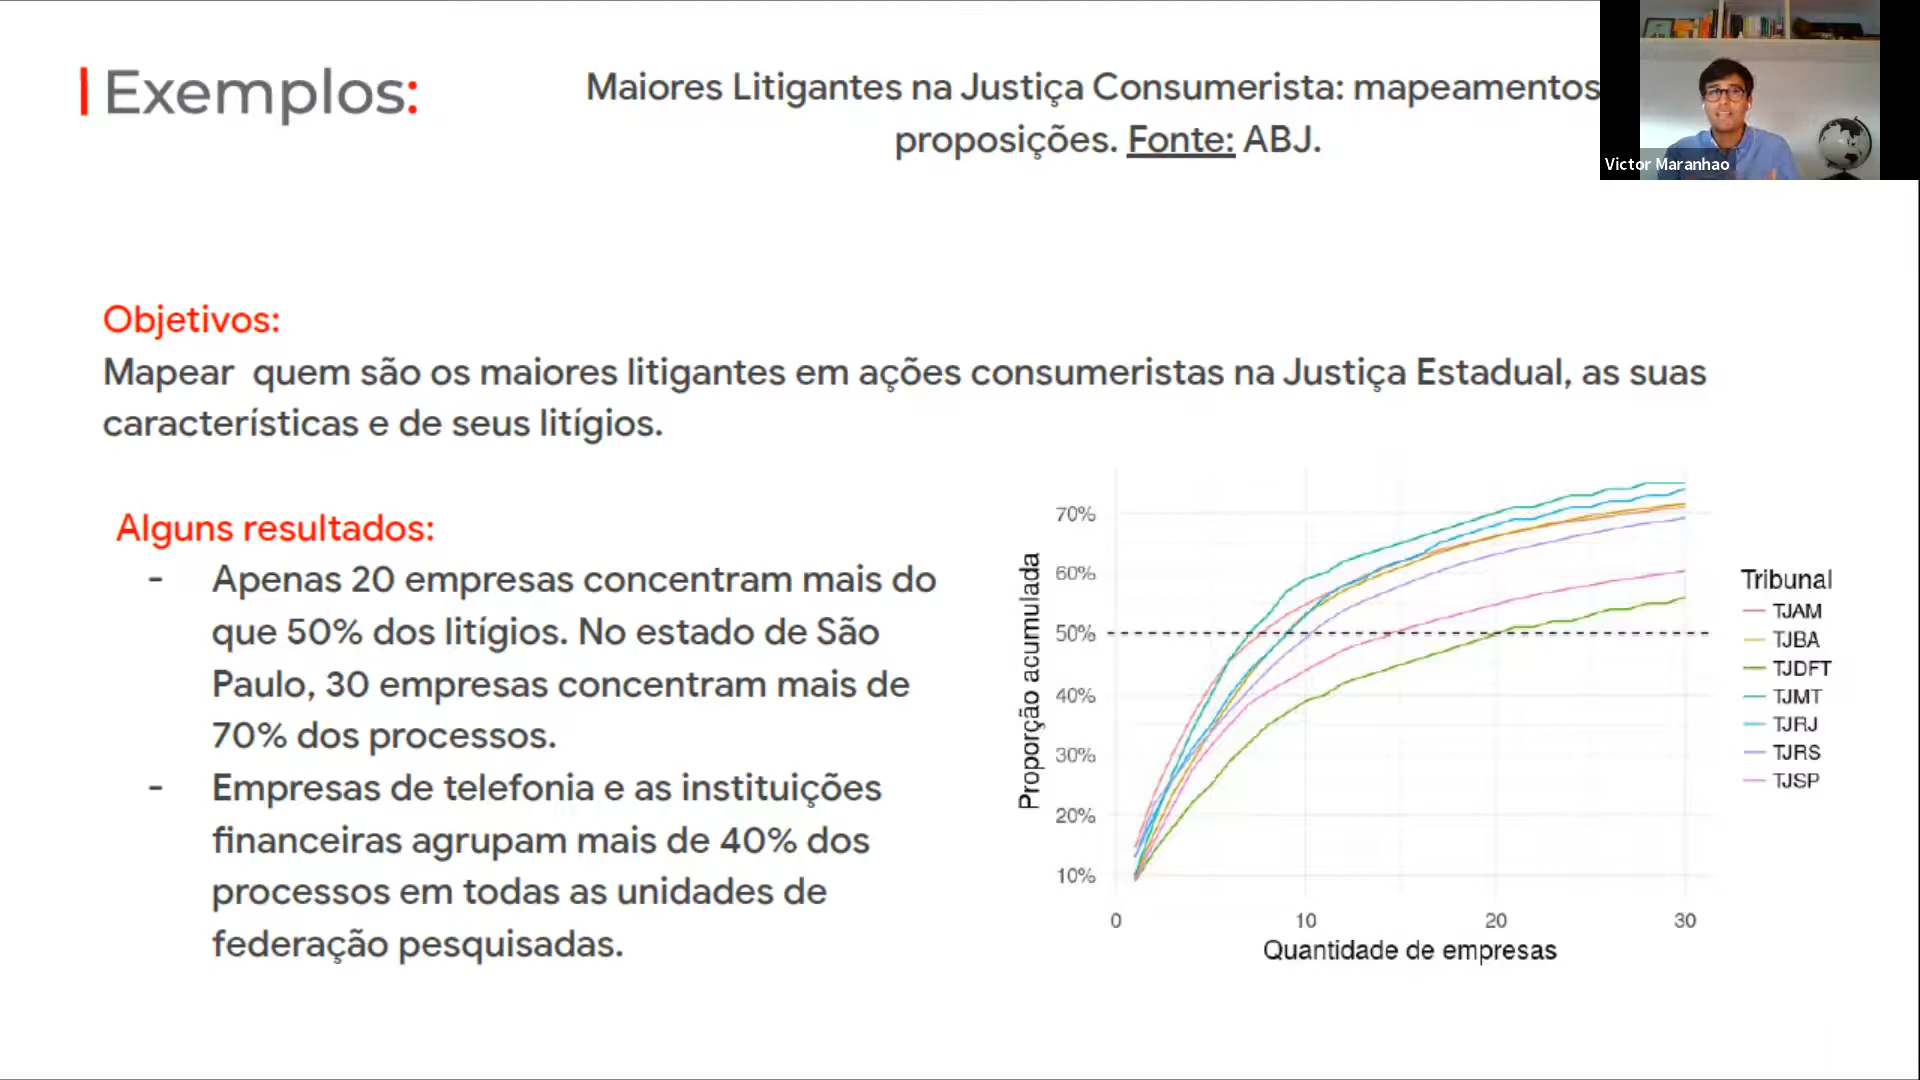 Exemplos:
Maiores Litigantes na Justiça Consumerista: mapeamentos
proposições. Fonte: ABJ.
Victor Maranhao
Objetivos:
Mapear quem são os maiores litigantes em ações consumeristas na Justiça Estadual, as suas
características e de seus litígios.
Alguns resultados:
- Apenas 20 empresas concentram mais do
que 50% dos litígios. No estado de São
Paulo, 30 empresas concentram mais de
70% dos processos.
- Empresas de telefonia e as instituições
financeiras agrupam mais de 40% dos
processos em todas as unidades de
federação pesquisadas.
Proporção acumulada
70%
60%
50%
40%
30%
20%
10%
0 10 20 30
Quantidade de empresas
Tribunal
TJAM
TJBA
TJDFT
TJMT
TJRJ
TJRS
TJSP